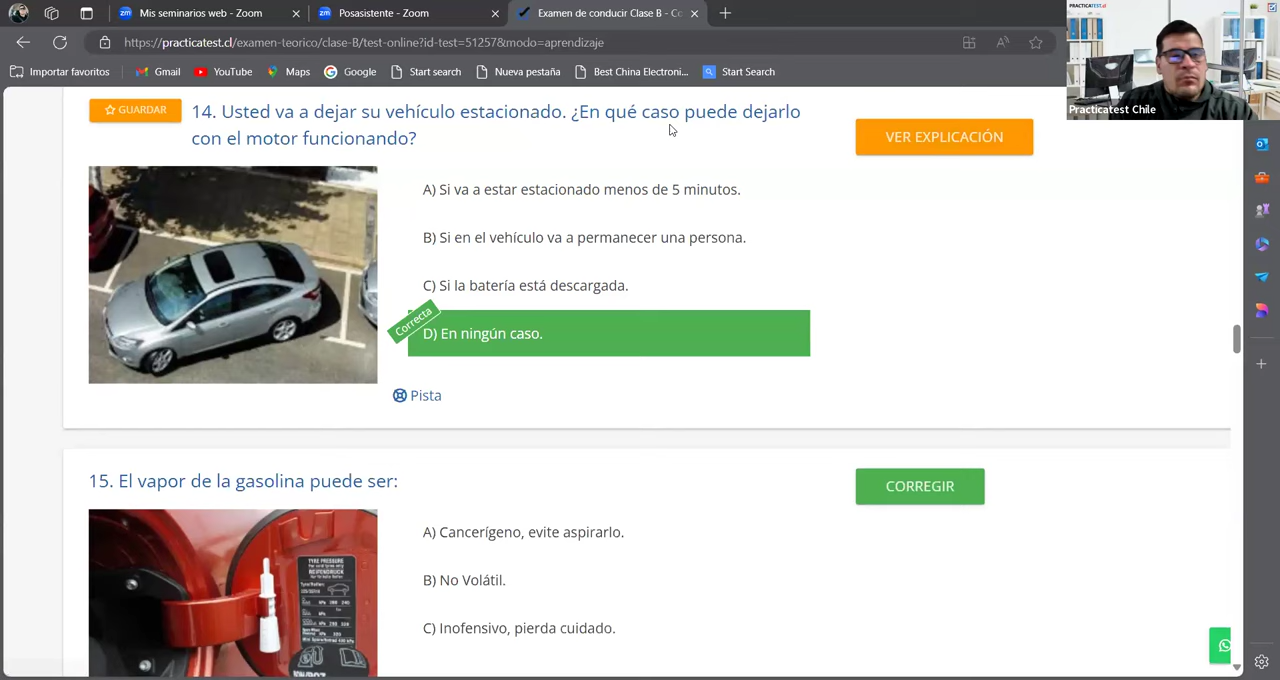 Mis seminarios web - Zoom
Posasistente - Zoom
Examen de conducir Clase B - Co
https://practicatest.cl/examen-teorico/clase-B/test-online?id-test=51257&modo=aprendizaje
Importar favoritos
Gmail
YouTube
Maps
Google
Start search
Nueva pestaña
Best China Electroni...
Start Search
PRACTICATEST.cl
Practicatest Chile
GUARDAR
14. Usted va a dejar su vehículo estacionado. ¿En qué caso puede dejarlo
con el motor funcionando?
VER EXPLICACIÓN
A) Si va a estar estacionado menos de 5 minutos.
B) Si en el vehículo va a permanecer una persona.
C) Si la batería está descargada.
Correcta
D) En ningún caso.
Pista
15. El vapor de la gasolina puede ser:
CORREGIR
A) Cancerígeno, evite aspirarlo.
B) No Volátil.
C) Inofensivo, pierda cuidado.
TYRE PRESSURE